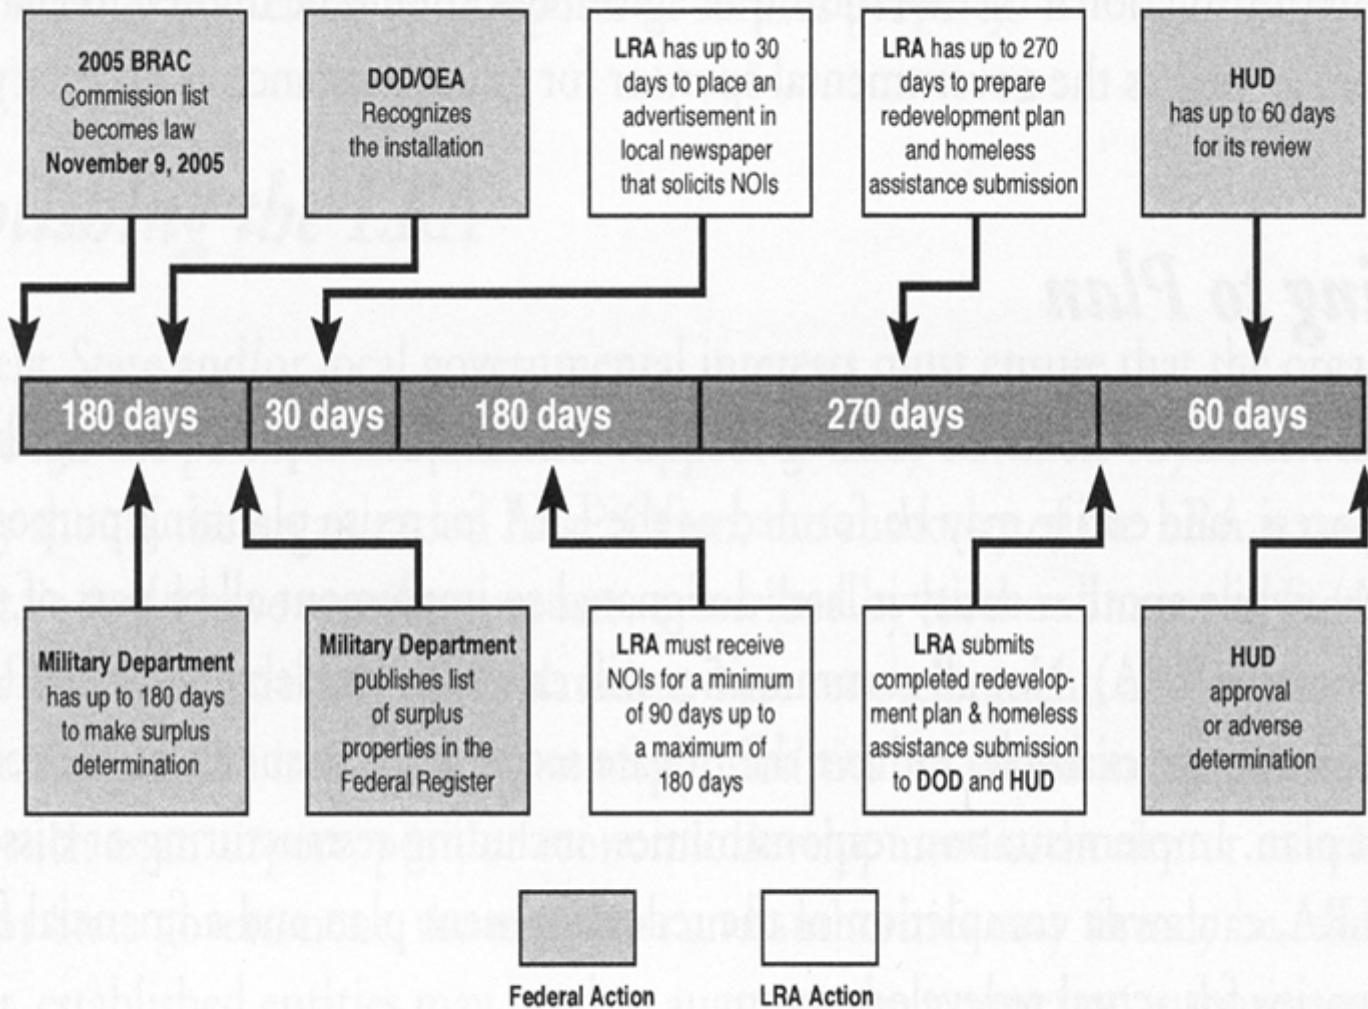 2005 BRAC
Commission list
becomes law
November 9, 2005
DOD/OEA
Recognizes
the installation
LRA has up to 30
days to place an
advertisement in
local newspaper
that solicits NOIs
LRA has up to 270
days to prepare
redevelopment plan
and homeless
assistance submission
HUD
has up to 60 days
for its review
180 days
30 days
180 days
270 days
60 days
Military Department
has up to 180 days
to make surplus
determination
Military Department
publishes list
of surplus
properties in the
Federal Register
LRA must receive
NOIs for a minimum
of 90 days up to
a maximum of
180 days
LRA submits
completed redevelop-
ment plan & homeless
assistance submission
to DOD and HUD
HUD
approval
or adverse
determination
Federal Action
LRA Action